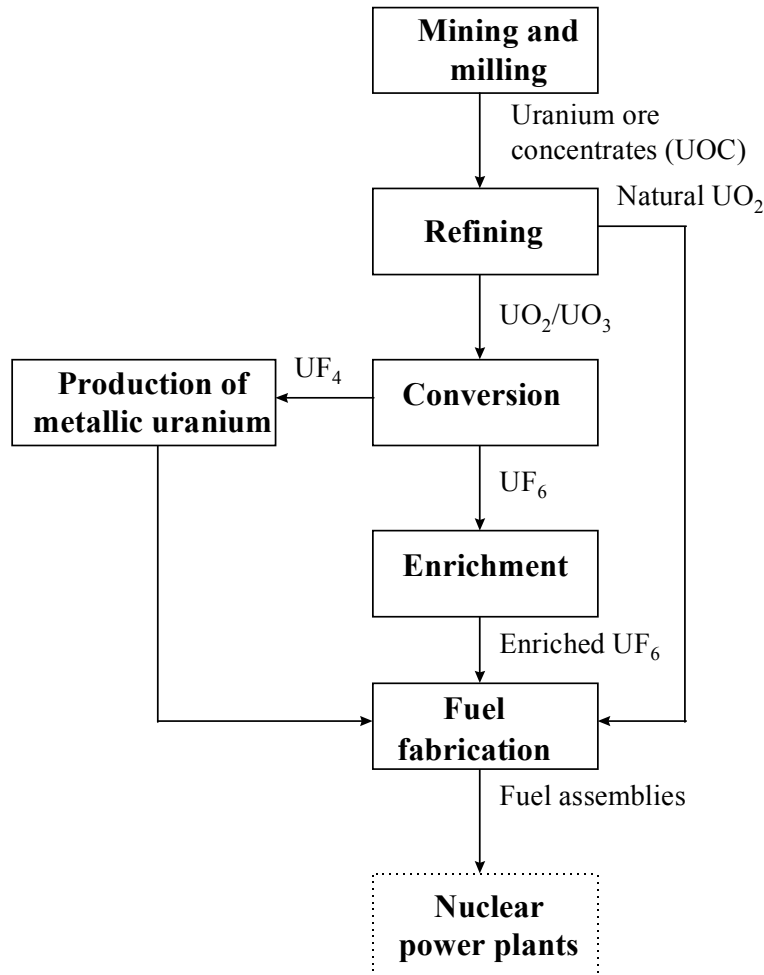 Mining and
milling
Uranium ore
concentrates (UOC)
Natural UO₂
Refining
UO₂/UO₃
UF₄
Production of
metallic uranium
Conversion
UF₆
Enrichment
Enriched UF₆
Fuel
fabrication
Fuel assemblies
Nuclear
power plants